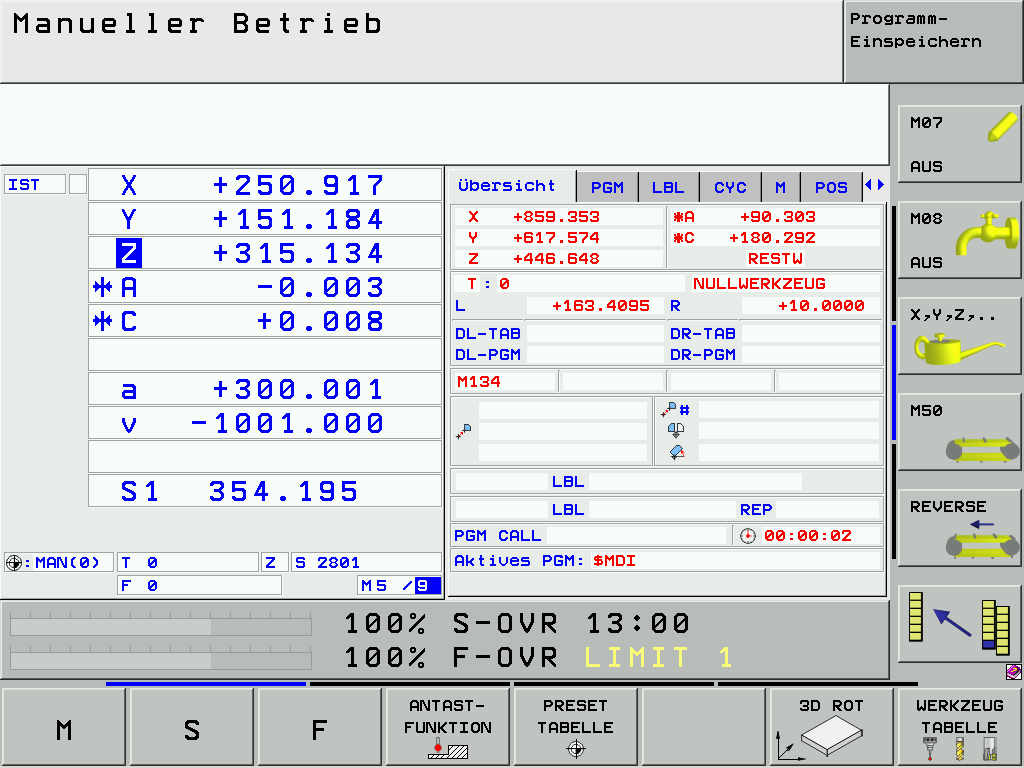 Manueller Betrieb
Programm-
Einspeichern
IST
X +250.917
Y +151.184
Z +315.134
A -0.003
C +0.008
a +300.001
v -1001.000
S1 354.195
:MAN(0) T 0 Z S 2801
F 0 M5 /9
Übersicht PGM LBL CYC M POS
X +859.353 *A +90.303
Y +617.574 *C +180.292
Z +446.648 RESTW
T : 0 NULLWERKZEUG
L +163.4095 R +10.0000
DL-TAB DR-TAB
DL-PGM DR-PGM
M134
#
LBL
LBL REP
PGM CALL 00:00:02
Aktives PGM: $MDI
M07
AUS
M08
AUS
X,Y,Z,..
M50
REVERSE
100% S-OVR 13:00
100% F-OVR LIMIT 1
M
S
F
ANTAST-
FUNKTION
PRESET
TABELLE
3D ROT
WERKZEUG
TABELLE